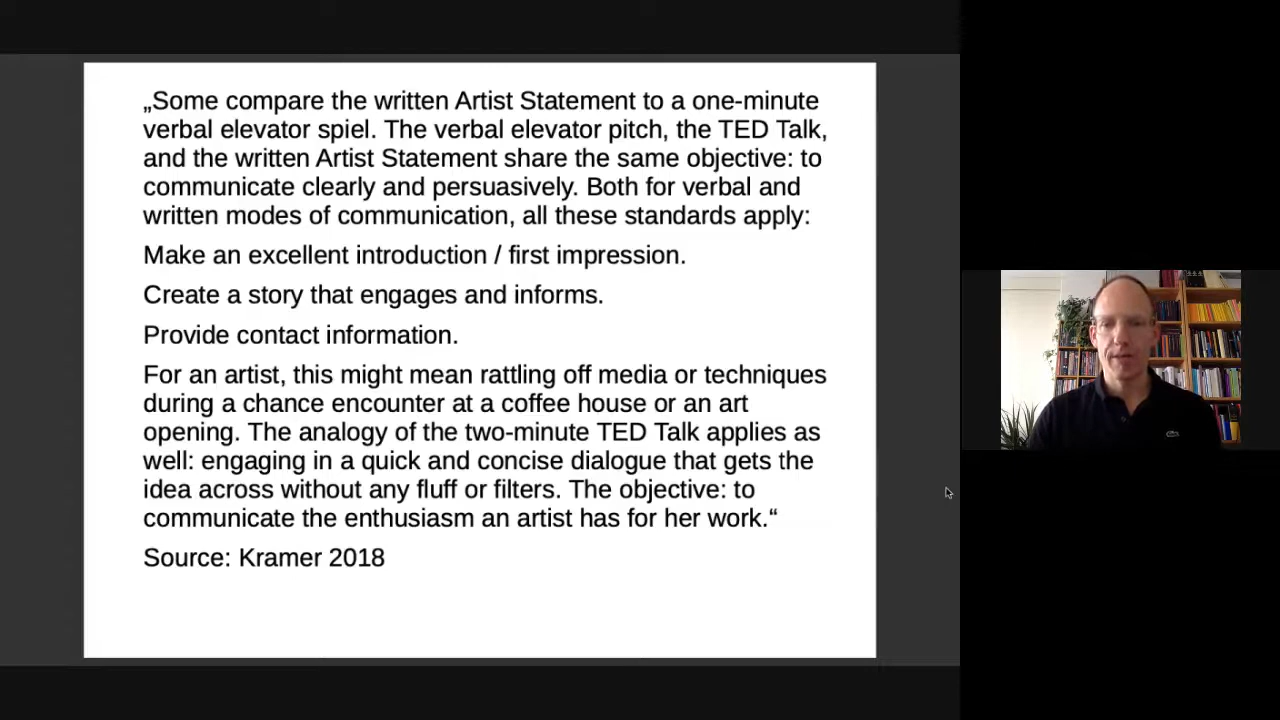 „Some compare the written Artist Statement to a one-minute
verbal elevator spiel. The verbal elevator pitch, the TED Talk,
and the written Artist Statement share the same objective: to
communicate clearly and persuasively. Both for verbal and
written modes of communication, all these standards apply:
Make an excellent introduction / first impression.
Create a story that engages and informs.
Provide contact information.
For an artist, this might mean rattling off media or techniques
during a chance encounter at a coffee house or an art
opening. The analogy of the two-minute TED Talk applies as
well: engaging in a quick and concise dialogue that gets the
idea across without any fluff or filters. The objective: to
communicate the enthusiasm an artist has for her work.“
Source: Kramer 2018